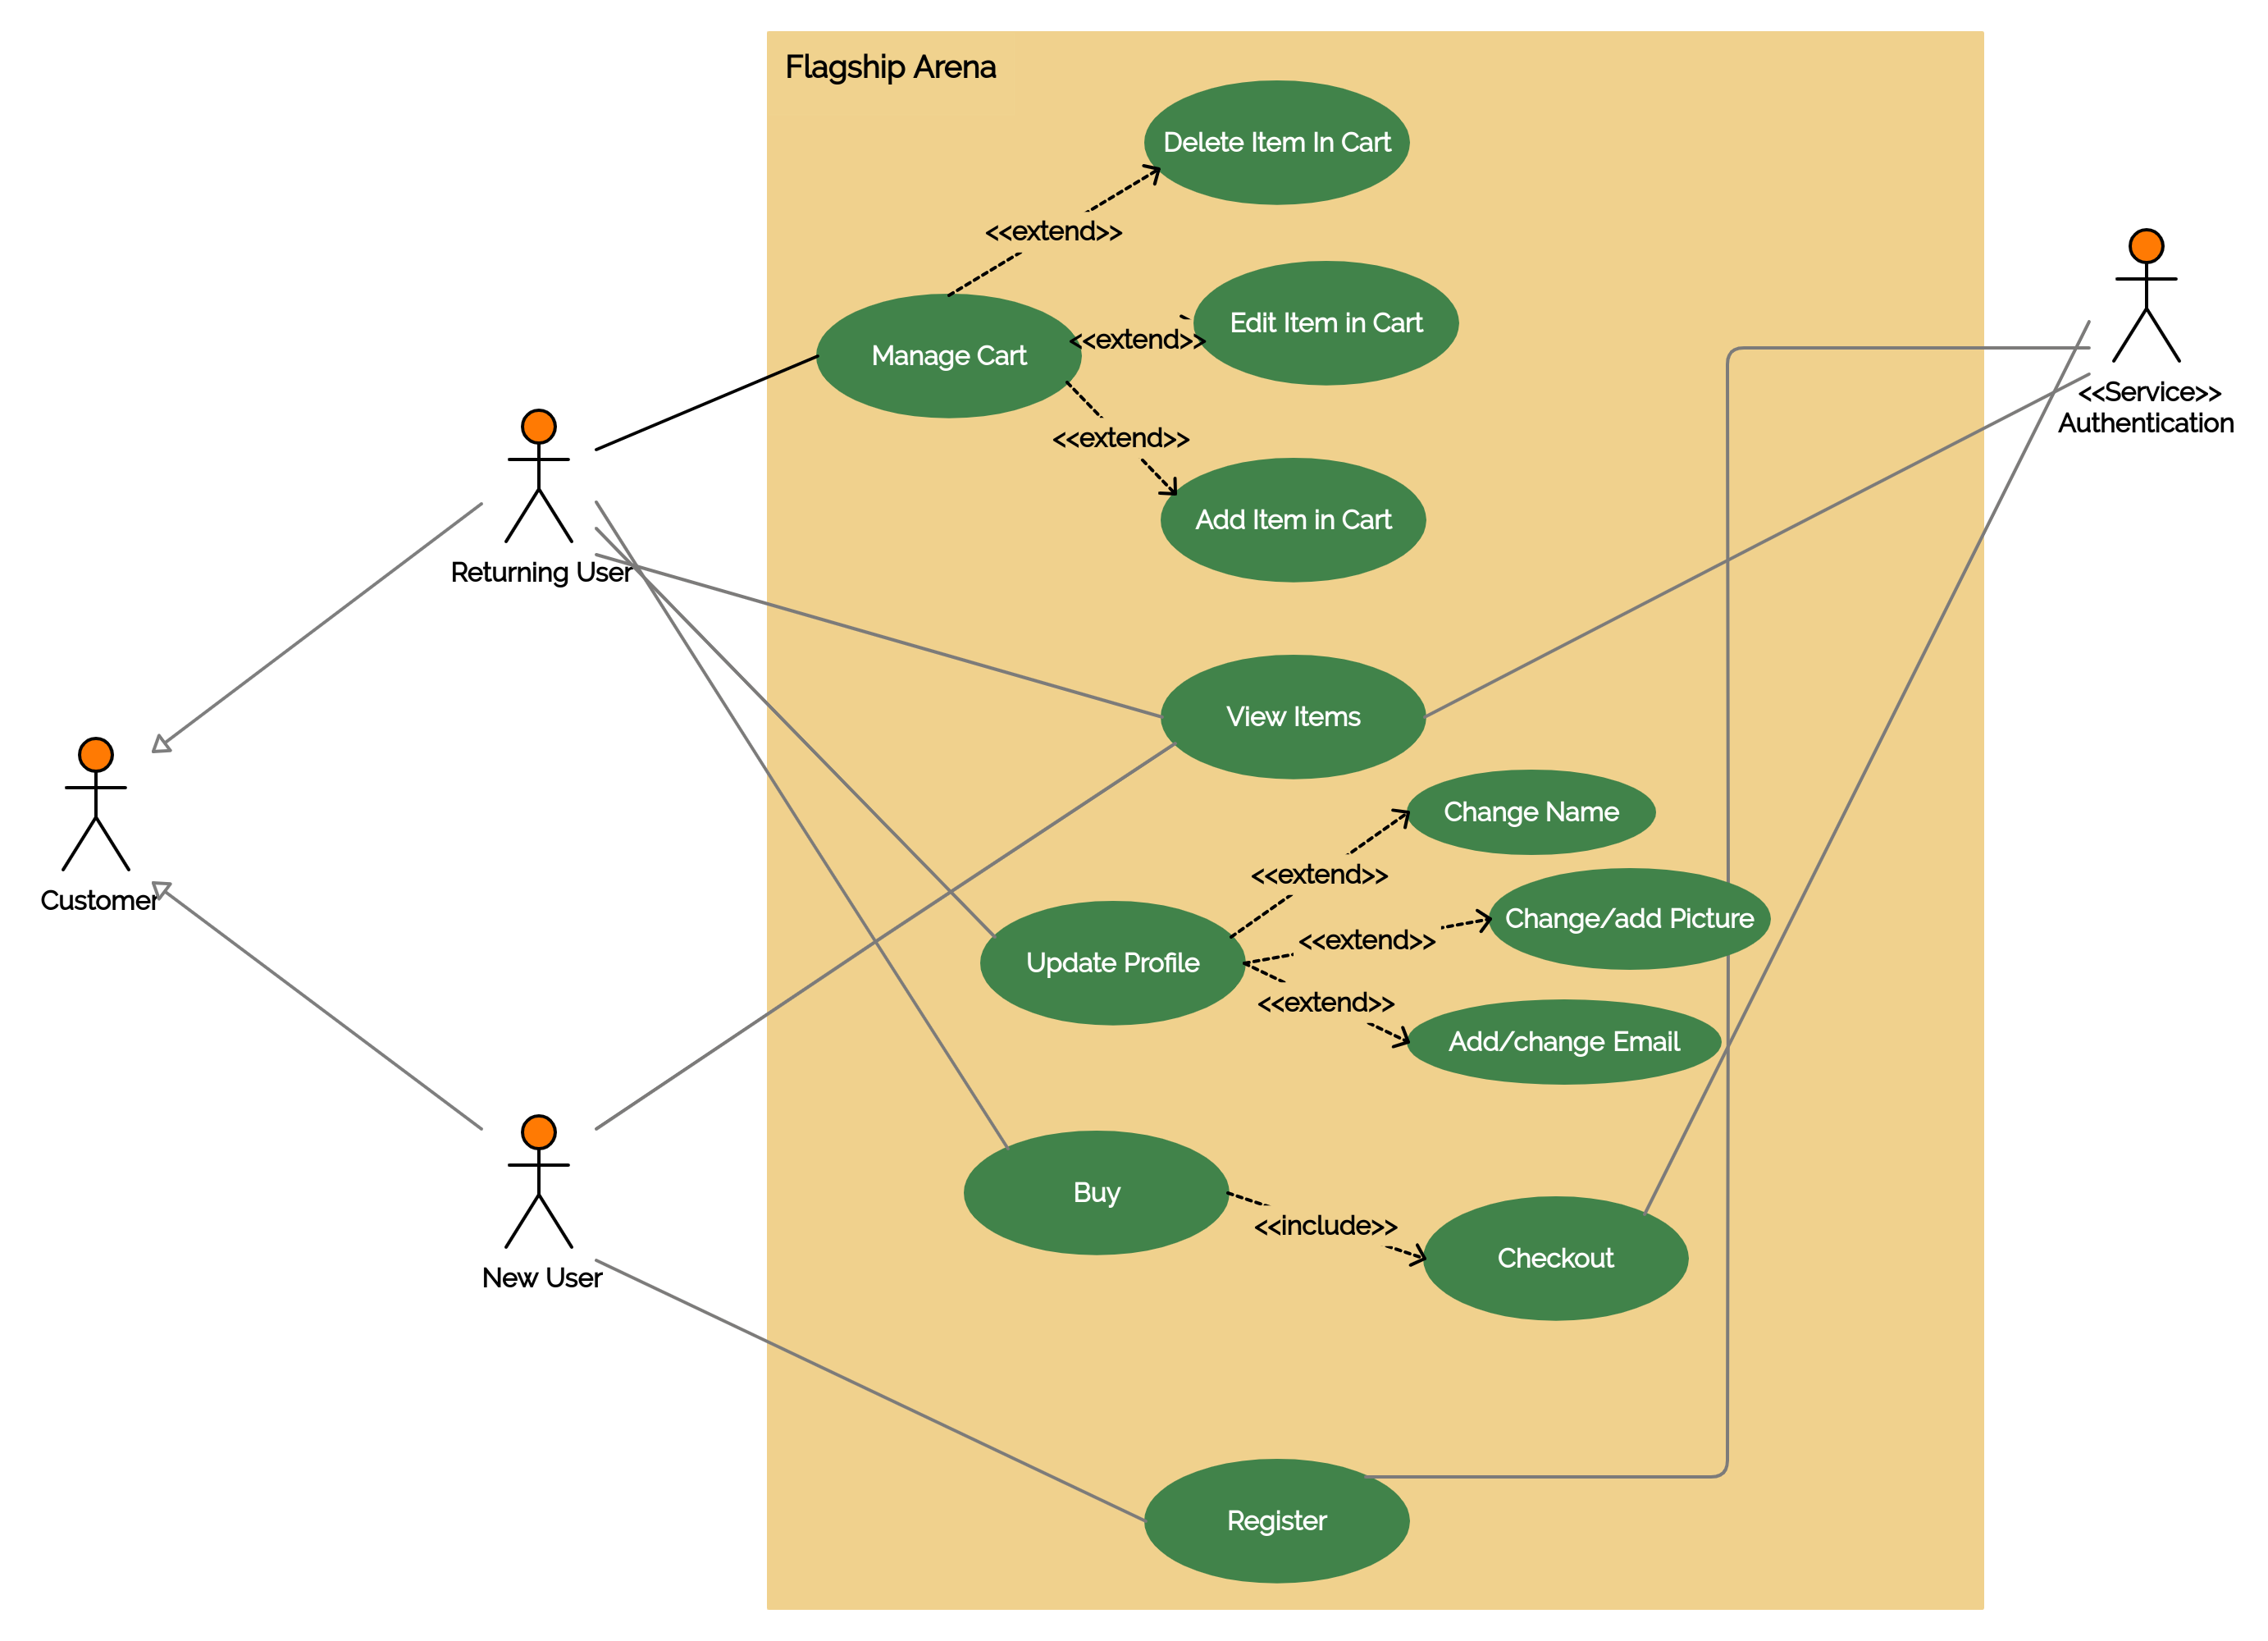 Flagship Arena
Delete Item In Cart
<<extend>>
Edit Item in Cart
<<extend>>
Manage Cart
<<extend>>
Add Item in Cart
<<Service>>
Authentication
Returning User
View Items
Change Name
<<extend>>
Change/add Picture
<<extend>>
Update Profile
<<extend>>
Add/change Email
Customer
Buy
<<include>>
Checkout
New User
Register